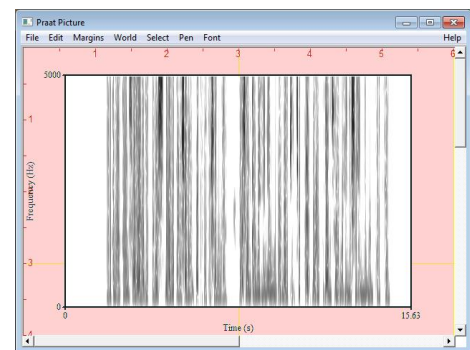 Praat Picture
File Edit Margins World Select Pen Font Help
1 2 3 4 5 6
5000
1
Frequency (Hz)
3
0
4
0 15.63
Time (s)